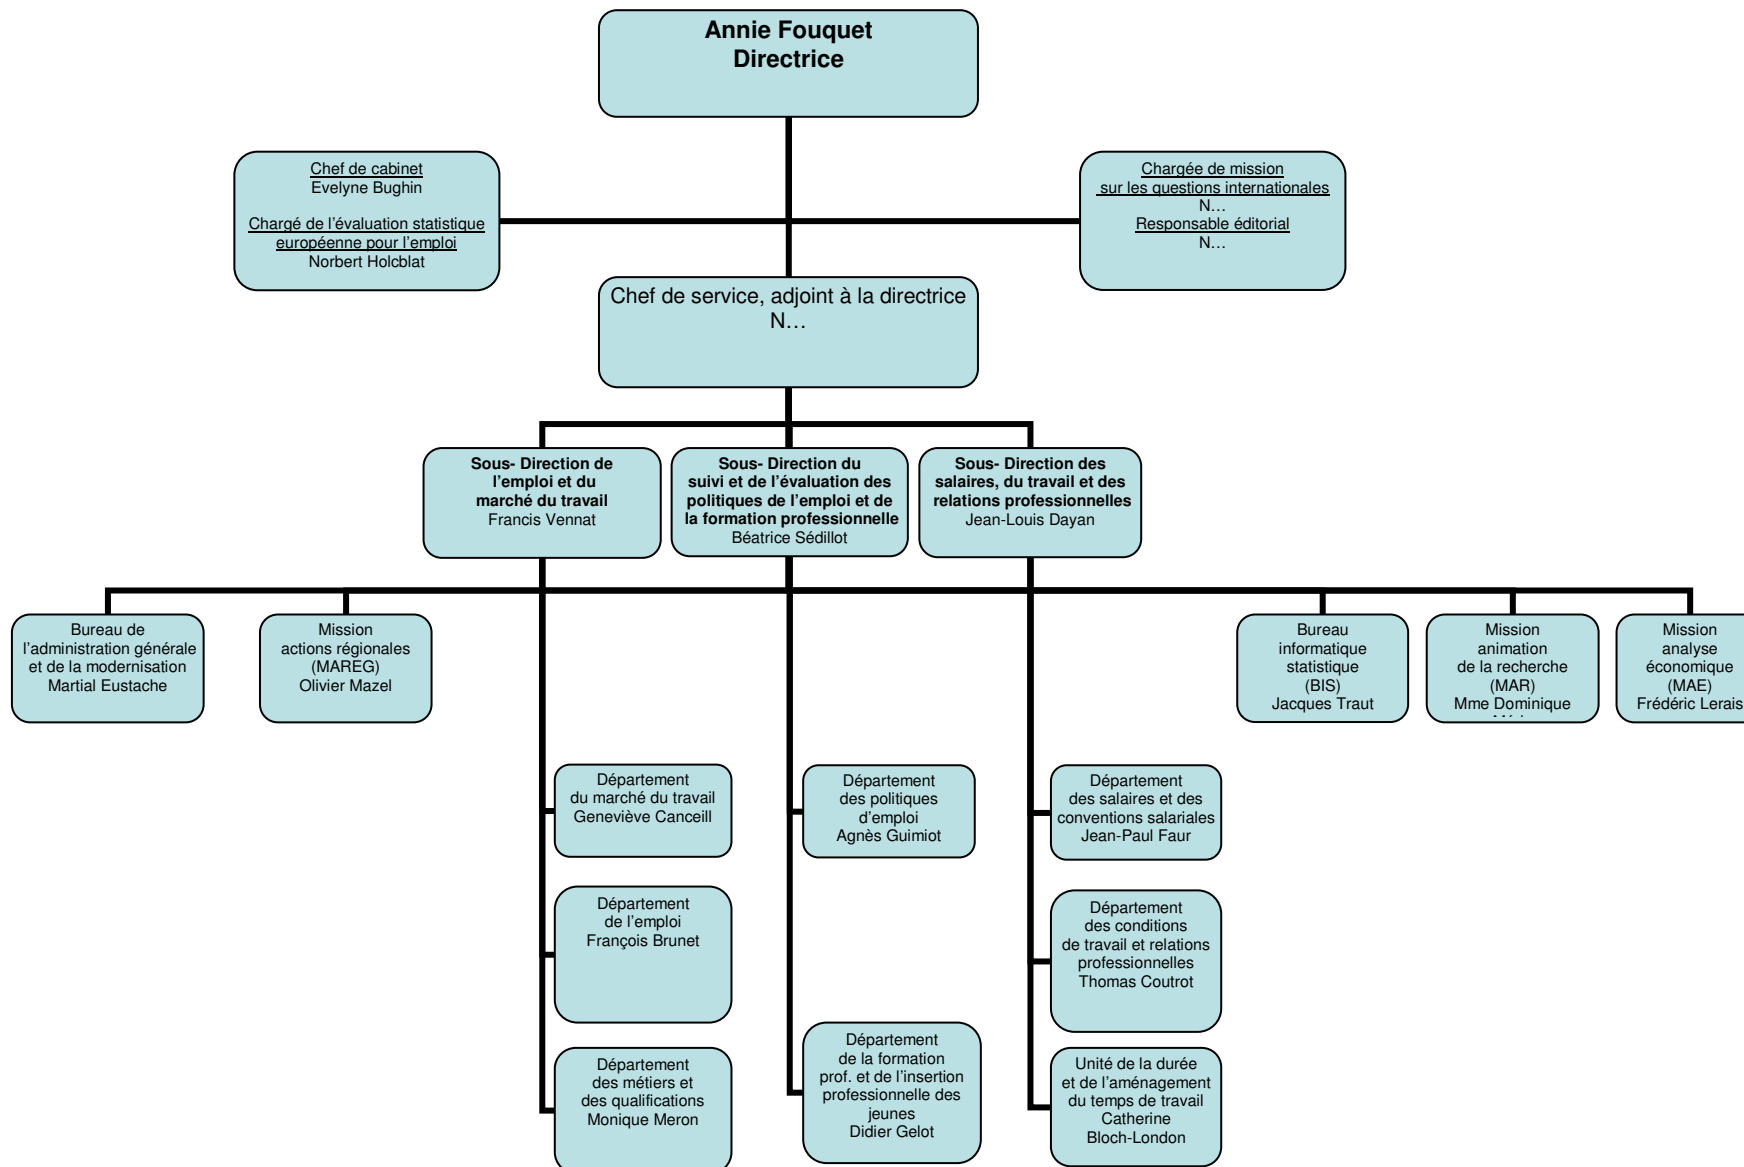 Annie Fouquet
Directrice
Chef de cabinet
Evelyne Bughin
Chargé de l’évaluation statistique
européenne pour l’emploi
Norbert Holcblat
Chargée de mission
sur les questions internationales
N…
Responsable éditorial
N…
Chef de service, adjoint à la directrice
N…
Sous- Direction de
l’emploi et du
marché du travail
Francis Vennat
Sous- Direction du
suivi et de l’évaluation des
politiques de l’emploi et de
la formation professionnelle
Béatrice Sédillot
Sous- Direction des
salaires, du travail et des
relations professionnelles
Jean-Louis Dayan
Bureau de
l’administration générale
et de la modernisation
Martial Eustache
Mission
actions régionales
(MAREG)
Olivier Mazel
Bureau
informatique
statistique
(BIS)
Jacques Traut
Mission
animation
de la recherche
(MAR)
Mme Dominique
Mission
analyse
économique
(MAE)
Frédéric Lerais
Département
du marché du travail
Geneviève Canceill
Département
des politiques
d’emploi
Agnès Guimiot
Département
des salaires et des
conventions salariales
Jean-Paul Faur
Département
de l’emploi
François Brunet
Département
des conditions
de travail et relations
professionnelles
Thomas Coutrot
Département
des métiers et
des qualifications
Monique Meron
Département
de la formation
prof. et de l’insertion
professionnelle des
jeunes
Didier Gelot
Unité de la durée
et de l’aménagement
du temps de travail
Catherine
Bloch-London